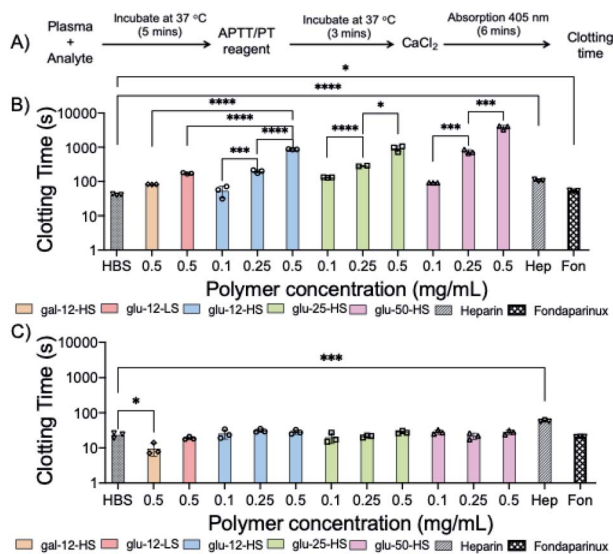 A)
Plasma + Analyte
Incubate at 37 °C (5 mins)
APTT/PT reagent
Incubate at 37 °C (3 mins)
CaCl2
Absorption 405 nm (6 mins)
Clotting time
B)
*
****
****
****
****
***
****
*
***
***
Clotting Time (s)
10000
1000
100
10
1
HBS 0.5 0.5 0.1 0.25 0.5 0.1 0.25 0.5 0.1 0.25 0.5 Hep Fon
Polymer concentration (mg/mL)
gal-12-HS glu-12-LS glu-12-HS glu-25-HS glu-50-HS Heparin Fondaparinux
C)
***
*
Clotting Time (s)
10000
1000
100
10
1
HBS 0.5 0.5 0.1 0.25 0.5 0.1 0.25 0.5 0.1 0.25 0.5 Hep Fon
Polymer concentration (mg/mL)
gal-12-HS glu-12-LS glu-12-HS glu-25-HS glu-50-HS Heparin Fondaparinux